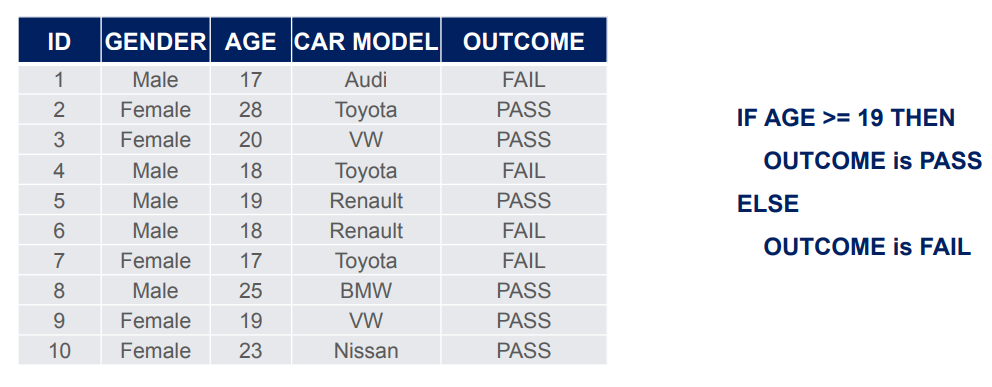 ID GENDER AGE CAR MODEL OUTCOME
1 Male 17 Audi FAIL
2 Female 28 Toyota PASS
3 Female 20 VW PASS
4 Male 18 Toyota FAIL
5 Male 19 Renault PASS
6 Male 18 Renault FAIL
7 Female 17 Toyota FAIL
8 Male 25 BMW PASS
9 Female 19 VW PASS
10 Female 23 Nissan PASS
IF AGE >= 19 THEN
OUTCOME is PASS
ELSE
OUTCOME is FAIL